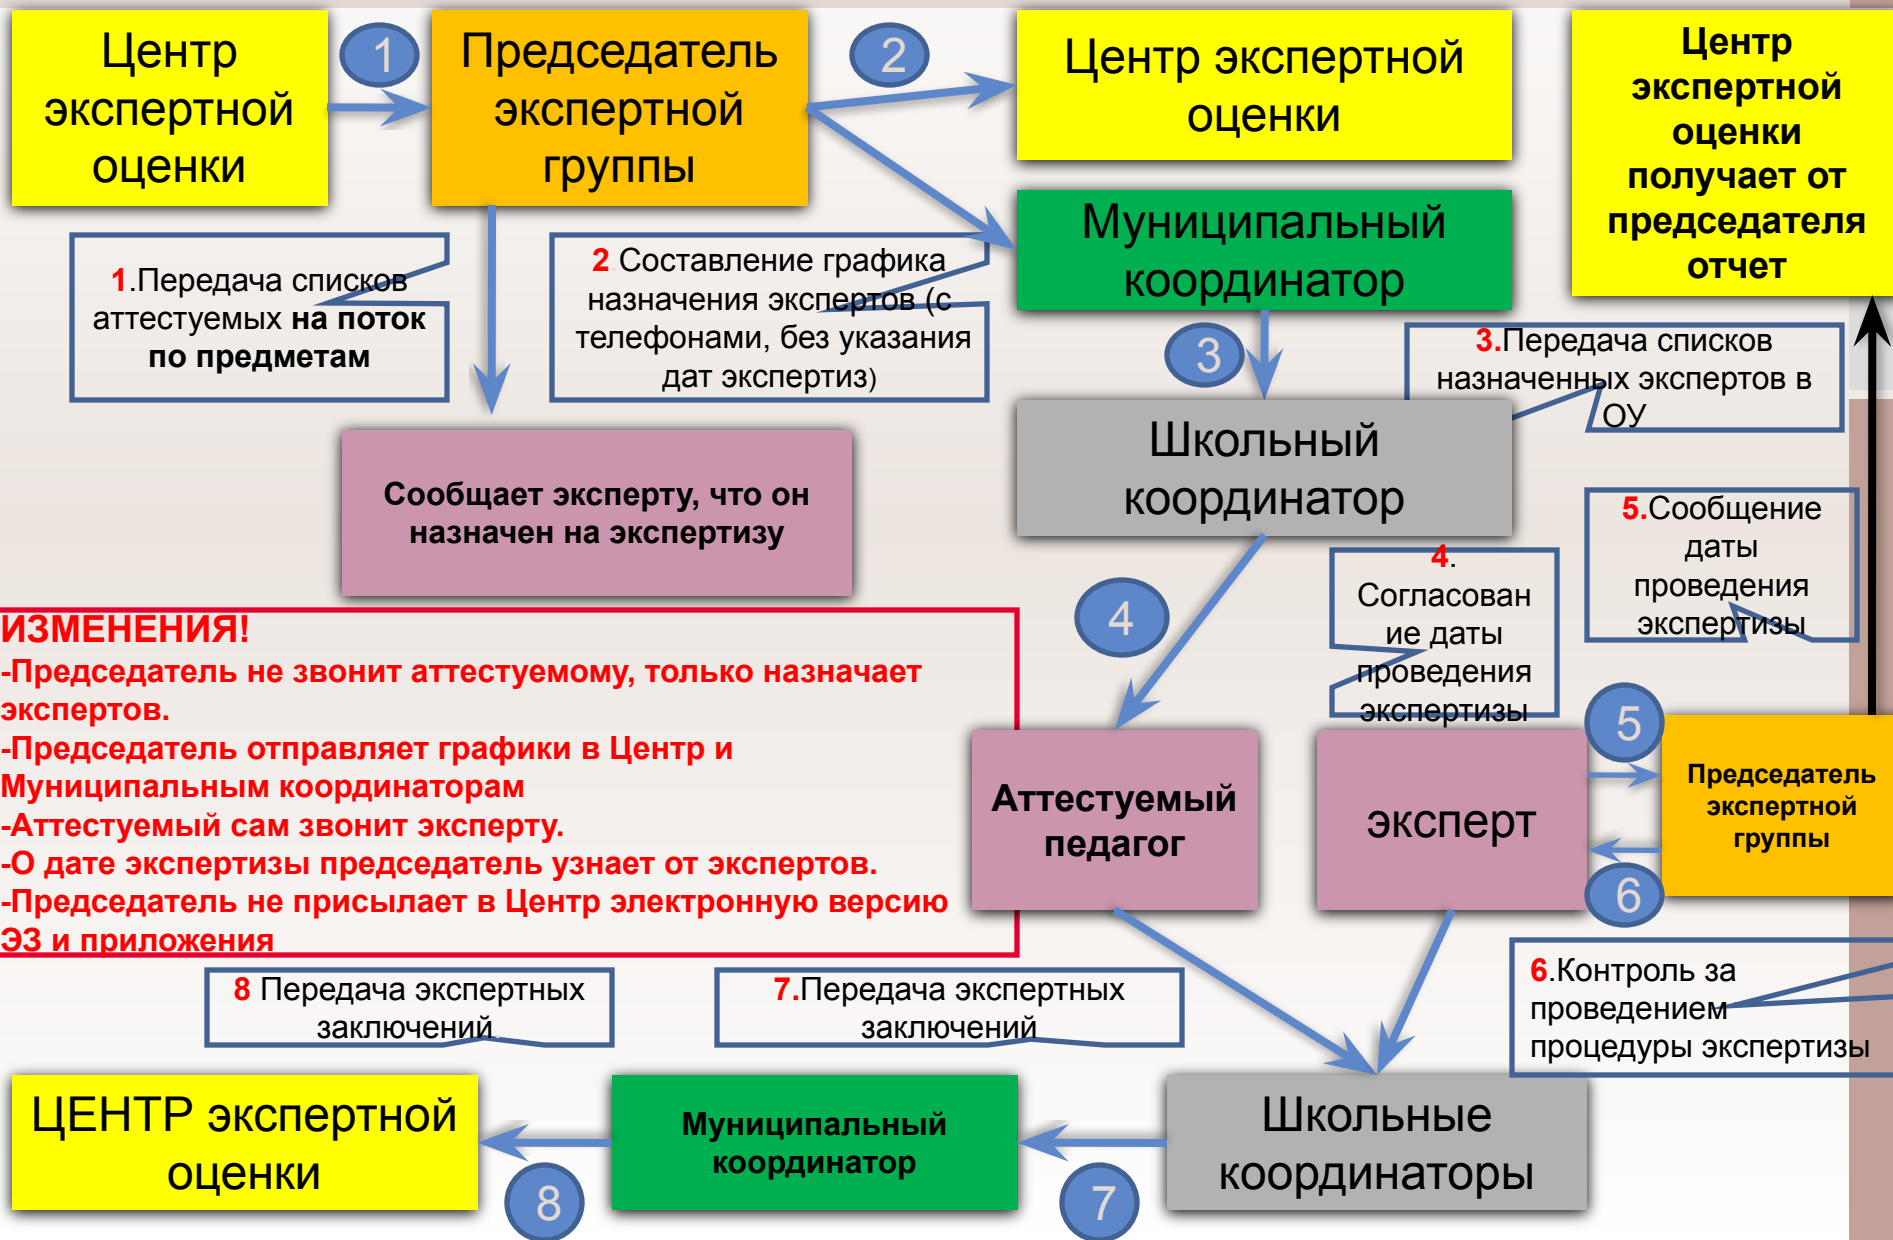 Центр
экспертной
оценки
1
Председатель
экспертной
группы
2
Центр экспертной
оценки
Центр
экспертной
оценки
получает от
председателя
отчет
Муниципальный
координатор
1.Передача списков
аттестуемых на поток
по предметам
2.Составление графика
назначения экспертов (с
телефонами, без указания
дат экспертиз)
3
3.Передача списков
назначенных экспертов в
ОУ
Школьный
координатор
Сообщает эксперту, что он
назначен на экспертизу
4.
Согласован
ие даты
проведения
экспертизы
5.Сообщение
даты
проведения
экспертизы
4
ИЗМЕНЕНИЯ!
-Председатель не звонит аттестуемому, только назначает
экспертов.
-Председатель отправляет графики в Центр и
Муниципальным координаторам
-Аттестуемый сам звонит эксперту.
-О дате экспертизы председатель узнает от экспертов.
-Председатель не присылает в Центр электронную версию
ЭЗ и приложения
Аттестуемый
педагог
эксперт
5
Председатель
экспертной
группы
6
6.Контроль за
проведением
процедуры экспертизы
8 Передача экспертных
заключений.
7.Передача экспертных
заключений
ЦЕНТР экспертной
оценки
8
Муниципальный
координатор
7
Школьные
координаторы